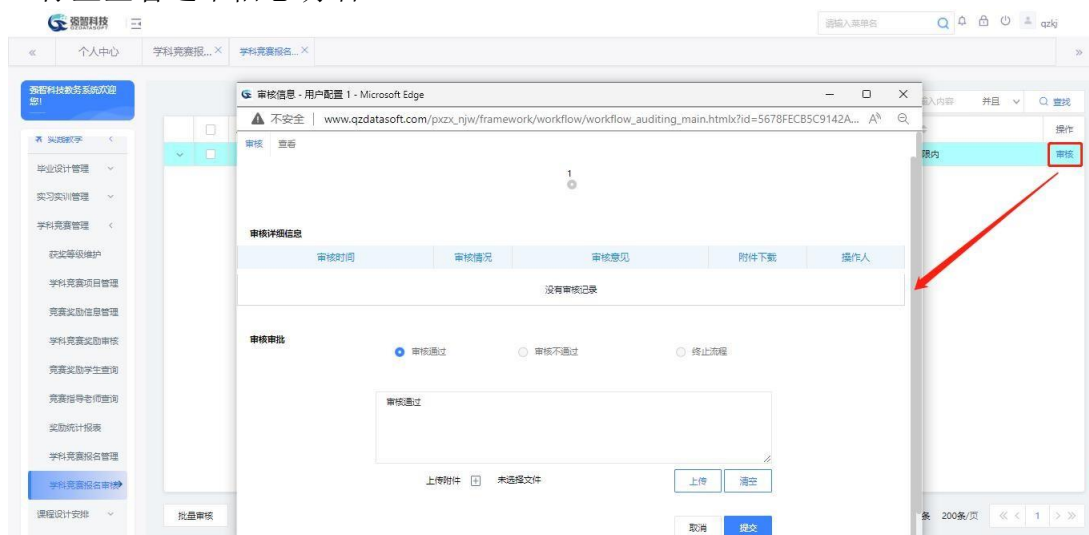 强智科技
请输入菜单名
qzkj
« 个人中心 学科竞赛报...× 学科竞赛报名...× »
强智科技教务系统欢迎您!
实践教学
毕业设计管理
实习实训管理
学科竞赛管理
获奖等级维护
学科竞赛项目管理
竞赛奖励信息管理
学科竞赛奖励审核
竞赛奖励学生查询
竞赛指导老师查询
奖励统计报表
学科竞赛报名管理
学科竞赛报名审核
课程设计安排
审核信息 - 用户配置 1 - Microsoft Edge
不安全 | www.qzdatasoft.com/pxzx_njw/framework/workflow/workflow_auditing_main.htmlx?id=5678FECB5C9142A...
审核 查看
1
审核详细信息
审核时间 审核情况 审核意见 附件下载 操作人
没有审核记录
审核审批
审核通过 审核不通过 终止流程
审核通过
上传附件 未选择文件 上传 清空
取消 提交
输入内容 并且 查找
操作
限内 审核
批量审核
条 200条/页 « < 1 > »